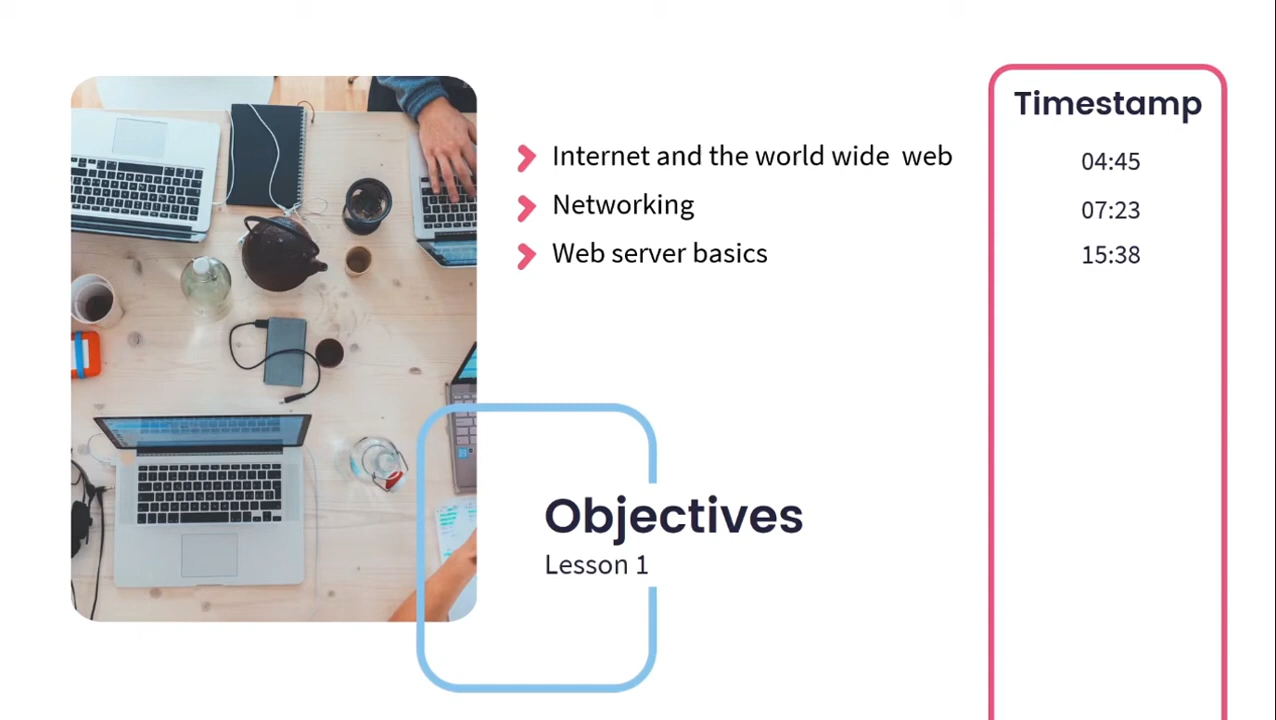 Timestamp
Internet and the world wide  web
04:45
Networking
07:23
Web server basics
15:38
Objectives
Lesson 1